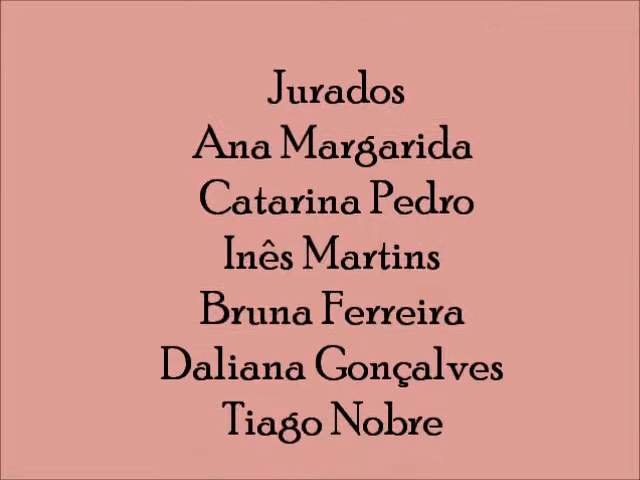 Jurados
Ana Margarida
Catarina Pedro
Inês Martins
Bruna Ferreira
Daliana Gonçalves
Tiago Nobre